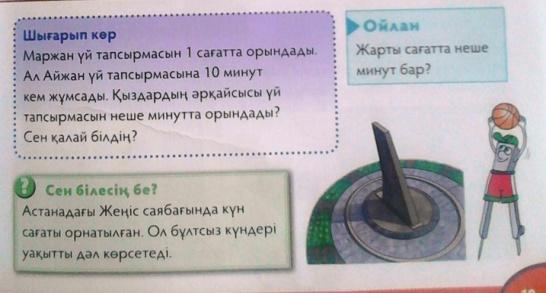 Шығарып көр
Маржан үй тапсырмасын 1 сағатта орындады.
Ал Айжан үй тапсырмасына 10 минут
кем жұмсады. Қыздардың әрқайсысы үй
тапсырмасын неше минутта орындады?
Сен қалай білдің?
Ойлан
Жарты сағатта неше
минут бар?
? Сен білесің бе?
Астанадағы Жеңіс саябағында күн
сағаты орнатылған. Ол бұлтсыз күндері
уақытты дәл көрсетеді.